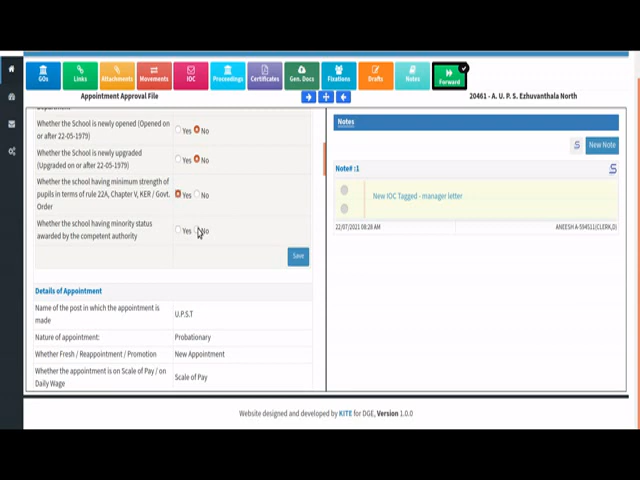 GOs Links Attachments Movements IOC Proceedings Certificates Gen. Docs Fixations Drafts Notes Forward
Appointment Approval File
20461 - A. U. P. S. Ezhuvanthala North
Whether the School is newly opened (Opened on
or after 22-05-1979)
Yes No
Whether the School is newly upgraded
(Upgraded on or after 22-05-1979)
Yes No
Whether the school having minimum strength of
pupils in terms of rule 22A, Chapter V, KER / Govt.
Order
Yes No
Whether the school having minority status
awarded by the competent authority
Yes No
Save
Details of Appointment
Name of the post in which the appointment is
made
U.P.S.T
Nature of appointment:
Probationary
Whether Fresh / Reappointment / Promotion
New Appointment
Whether the appointment is on Scale of Pay / on
Daily Wage
Scale of Pay
Notes
New Note
Note# :1
New IOC Tagged - manager letter
22/07/2021 08:28 AM
Website designed and developed by KITE for DGE, Version 1.0.0